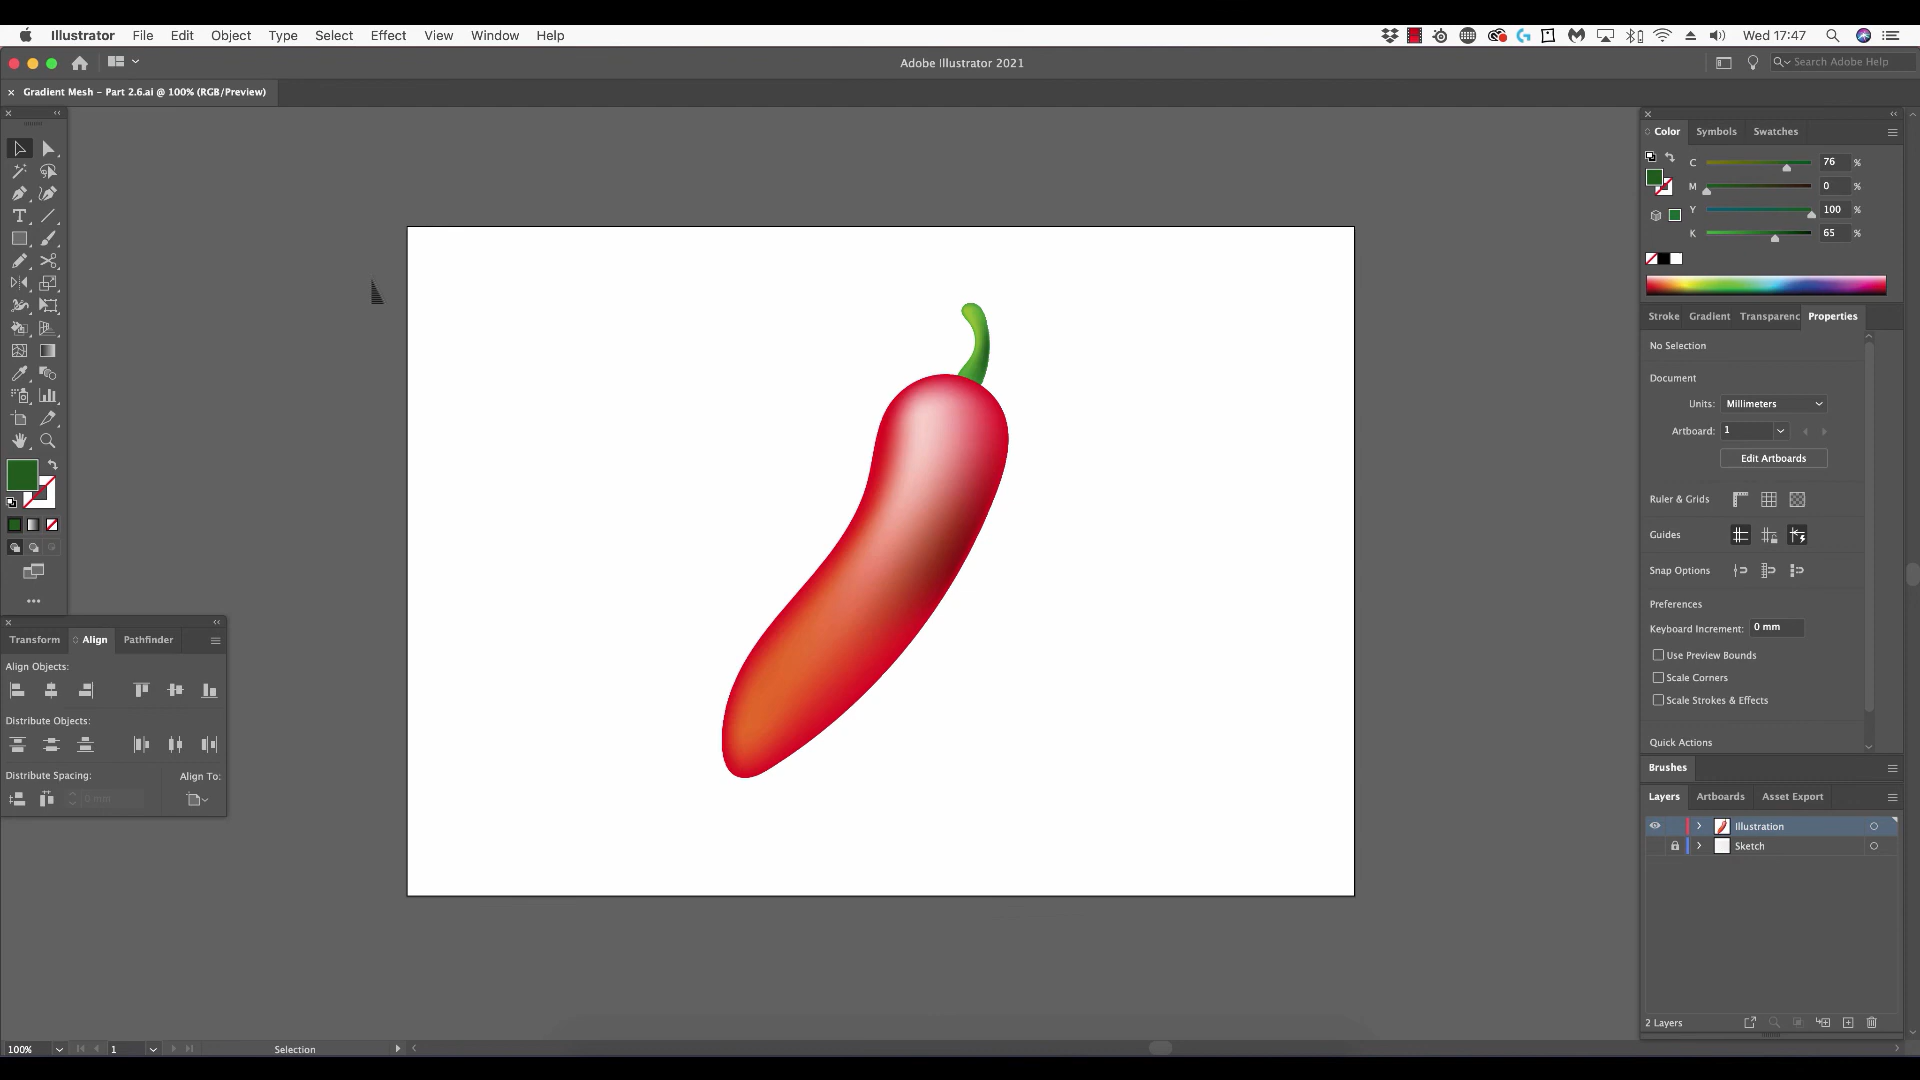 Illustrator File Edit Object Type Select Effect View Window Help Wed 17:47
Adobe Illustrator 2021
Search Adobe Help
Gradient Mesh - Part 2.6.ai @ 100% (RGB/Preview)
Color Symbols Swatches
C 76 %
M 0 %
Y 100 %
K 65 %
Stroke Gradient Transparenc Properties
No Selection
Document
Units: Millimeters
Artboard: 1
Edit Artboards
Ruler & Grids
Guides
Snap Options
Preferences
Keyboard Increment: 0 mm
Use Preview Bounds
Scale Corners
Scale Strokes & Effects
Quick Actions
Brushes
Layers Artboards Asset Export
Illustration
Sketch
2 Layers
Transform Align Pathfinder
Align Objects:
Distribute Objects:
Distribute Spacing: Align To:
0 mm
100% 1 Selection